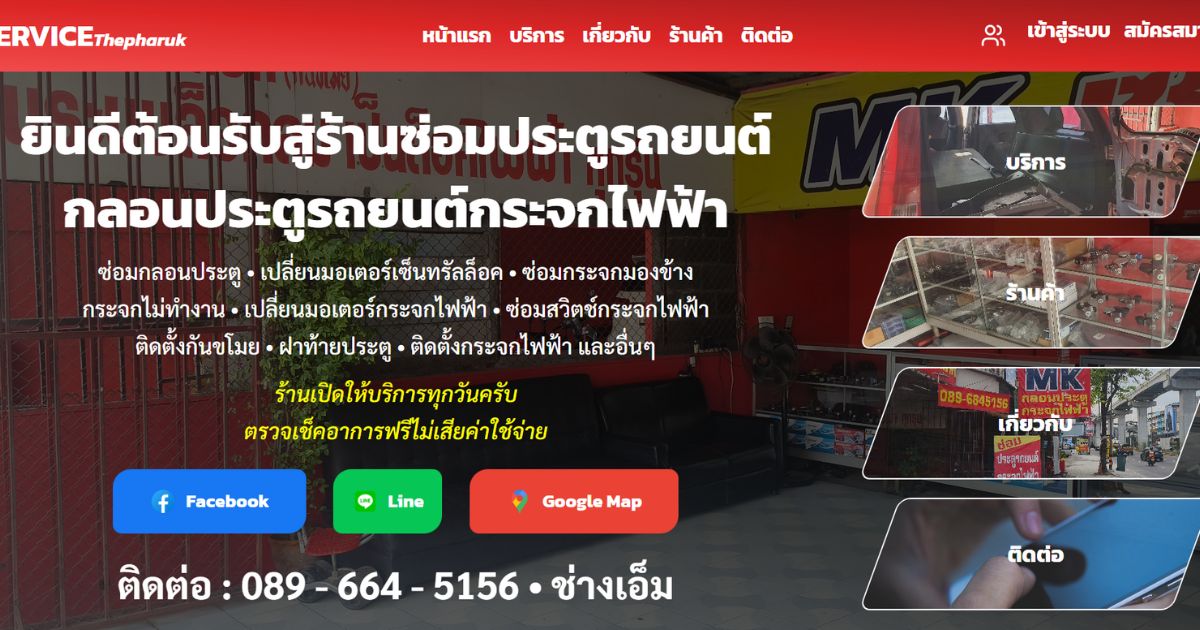 ERVICE Thepharuk
หน้าแรก บริการ เกี่ยวกับ ร้านค้า ติดต่อ
เข้าสู่ระบบ
ยินดีต้อนรับสู่ร้านซ่อมประตูรถยนต์
กลอนประตูรถยนต์กระจกไฟฟ้า
ซ่อมกลอนประตู • เปลี่ยนมอเตอร์เซ็นทรัลล็อค • ซ่อมกระจกมองข้าง
กระจกไม่ทำงาน • เปลี่ยนมอเตอร์กระจกไฟฟ้า • ซ่อมสวิตช์กระจกไฟฟ้า
ติดตั้งกันขโมย • ฝาท้ายประตู • ติดตั้งกระจกไฟฟ้า และอื่นๆ
ร้านเปิดให้บริการทุกวันครับ
ตรวจเช็คอาการฟรีไม่เสียค่าใช้จ่าย
Facebook
LINE
Line
Google Map
ติดต่อ : 089 - 664 - 5156 • ช่างเอ็ม
MK
บริการ
ร้านค้า
MK
089-6845156
กลอนประตู
กระจกไฟฟ้า
เกี่ยวกับ
ซ่อม
ประตูรถยนต์
ติดต่อ